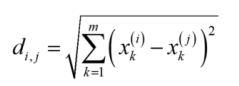 d_{i,j} = \sqrt{\sum_{k=1}^{m} \left( x_k^{(i)} - x_k^{(j)} \right)^2}